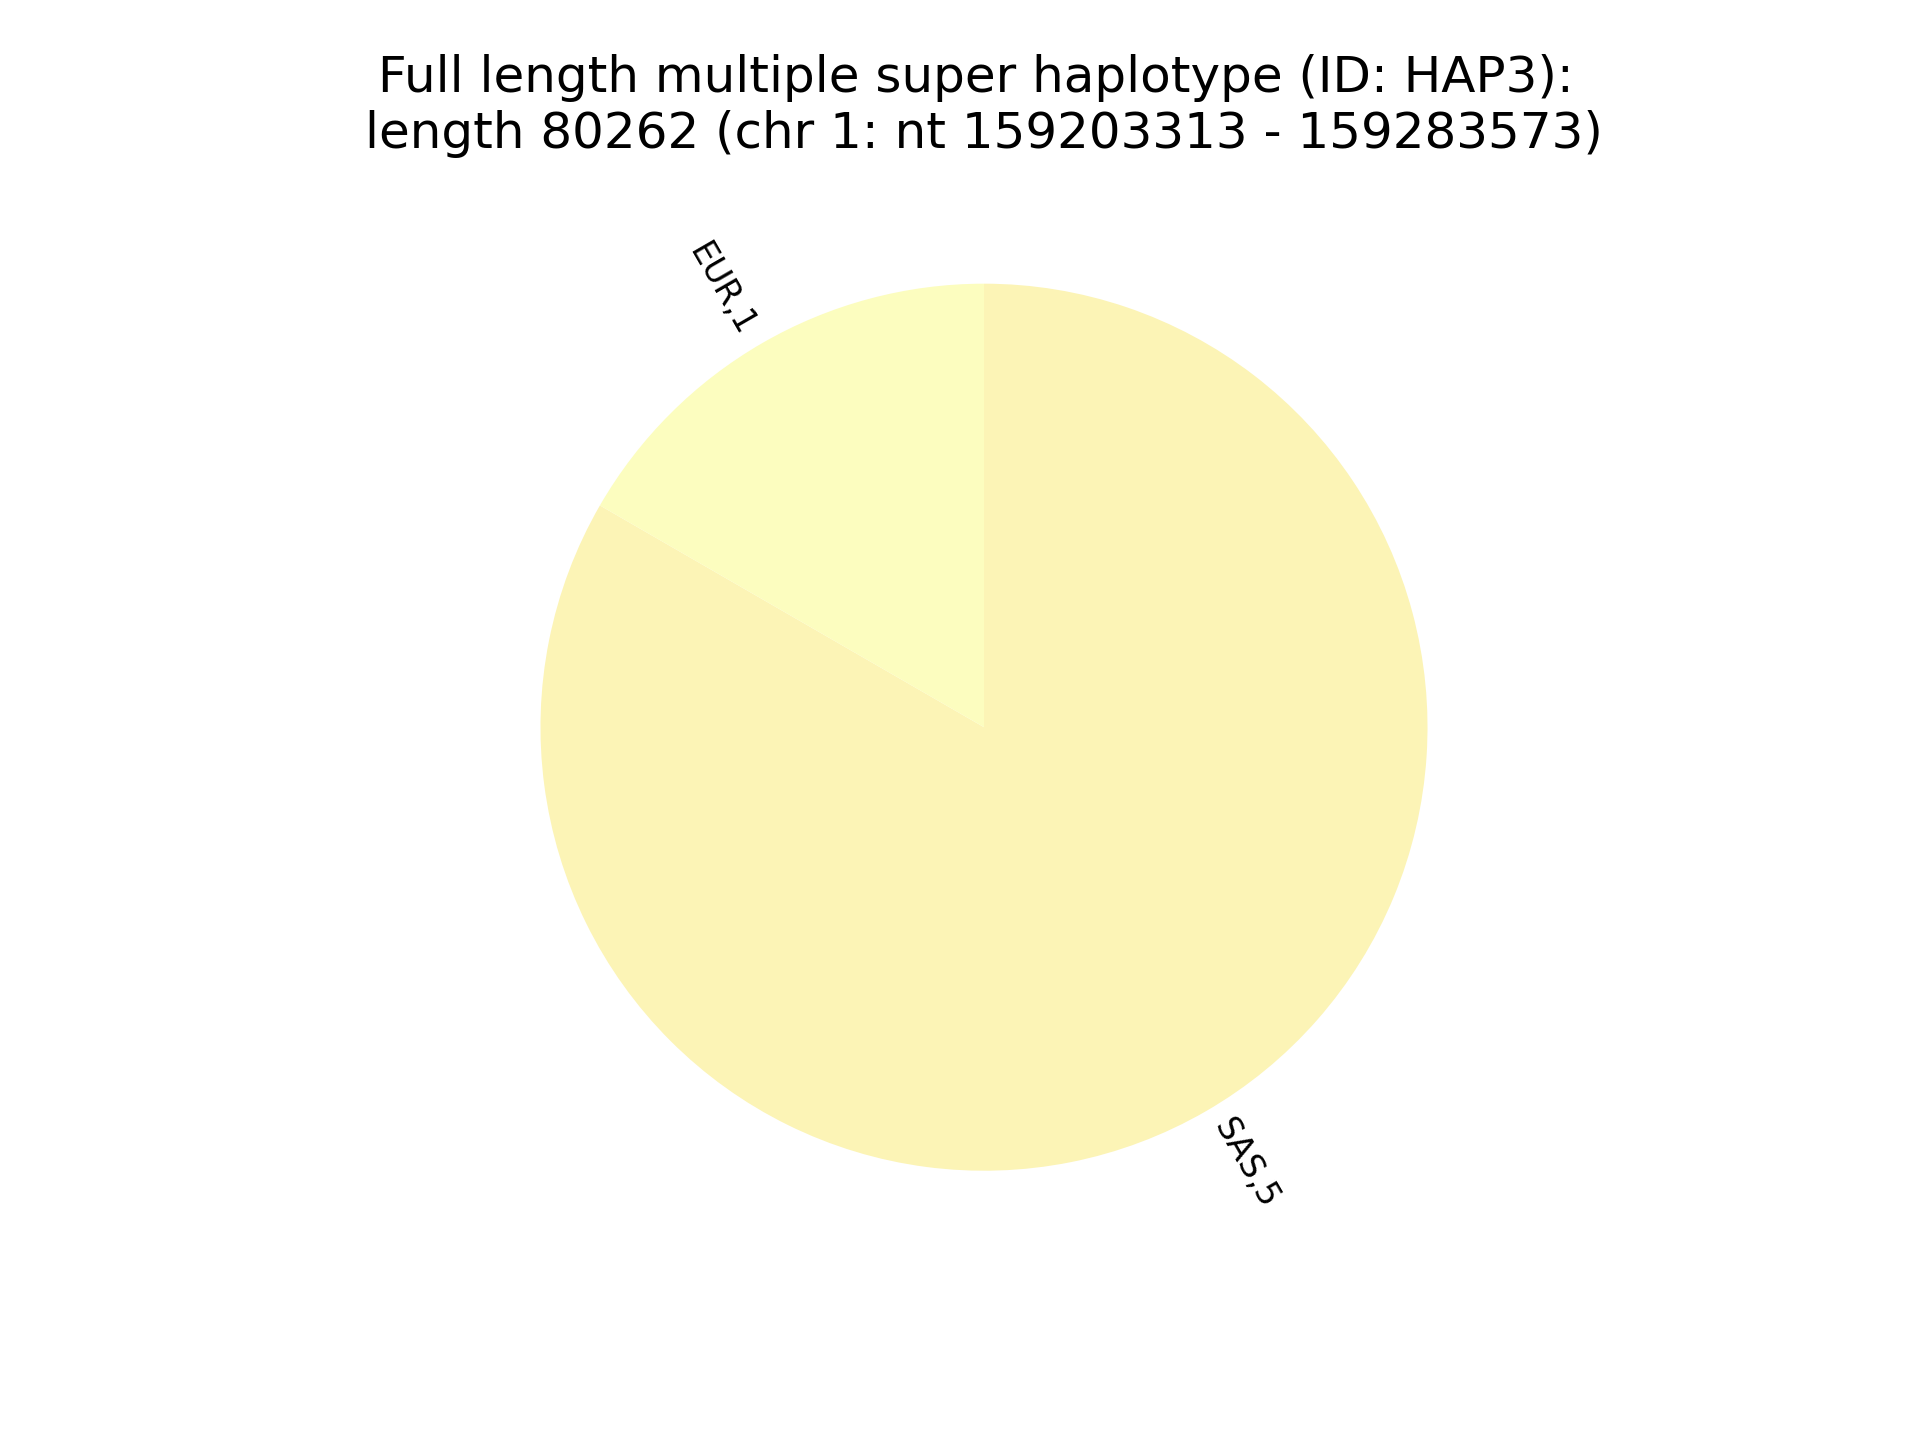 Full length multiple super haplotype (ID: HAP3):
length 80262 (chr 1: nt 159203313 - 159283573)
EUR,1
SAS,5